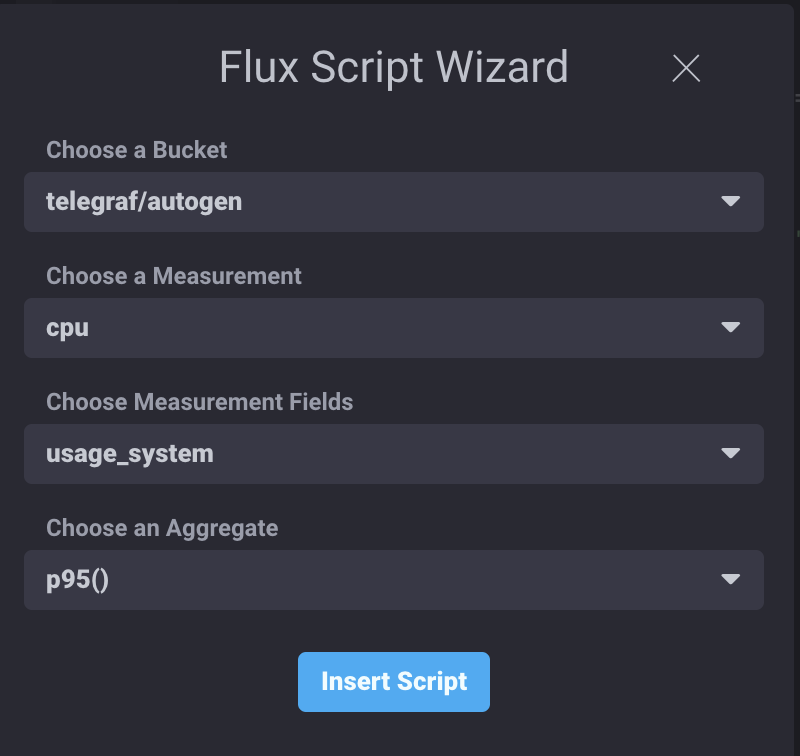 Flux Script Wizard
Choose a Bucket
telegraf/autogen
Choose a Measurement
cpu
Choose Measurement Fields
usage_system
Choose an Aggregate
p95()
Insert Script